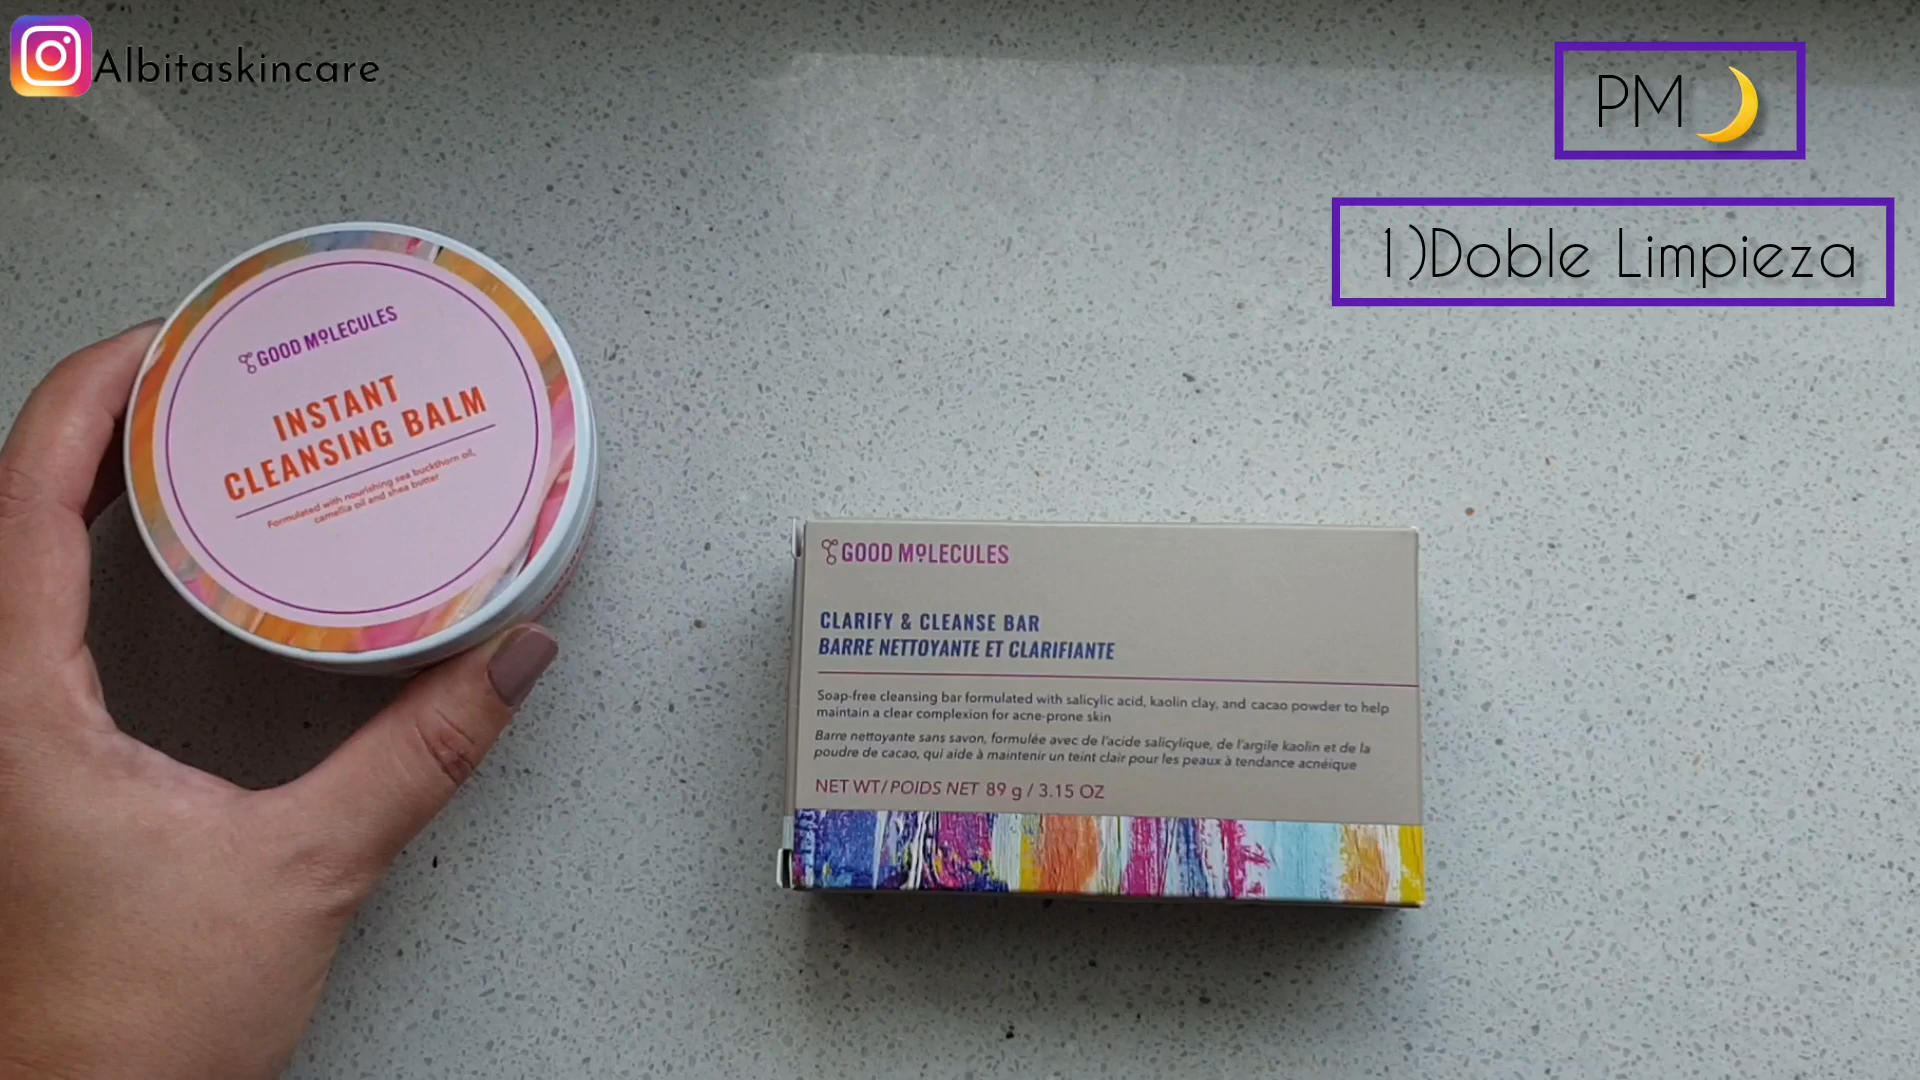 Albitaskincare
PM
1)Doble Limpieza
GOOD MOLECULES
INSTANT
CLEANSING BALM
Formulated with nourishing sea buckthorn oil,
camellia oil and shea butter
GOOD MOLECULES
CLARIFY & CLEANSE BAR
BARRE NETTOYANTE ET CLARIFIANTE
Soap-free cleansing bar formulated with salicylic acid, kaolin clay, and cacao powder to help
maintain a clear complexion for acne-prone skin
Barre nettoyante sans savon, formulée avec de l'acide salicylique, de l'argile kaolin et de la
poudre de cacao, qui aide à maintenir un teint clair pour les peaux à tendance acnéique
NET WT/POIDS NET 89 g / 3.15 OZ